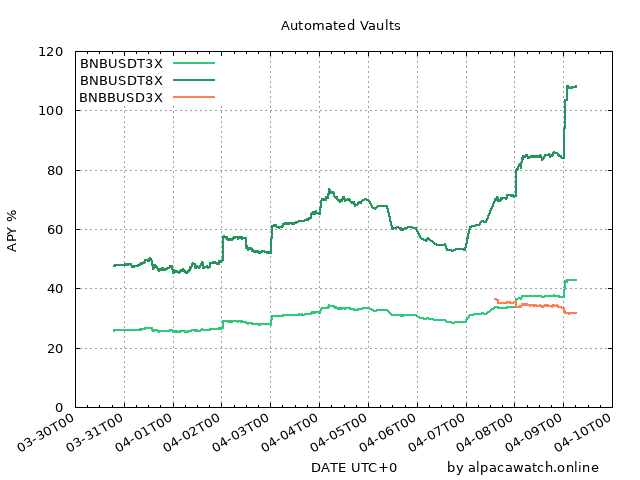 Automated Vaults
BNBUSDT3X
BNBUSDT8X
BNBBUSD3X
APY %
120
100
80
60
40
20
0
03-30T00
03-31T00
04-01T00
04-02T00
04-03T00
04-04T00
04-05T00
04-06T00
04-07T00
04-08T00
04-09T00
04-10T00
DATE UTC+0
by alpacawatch.online